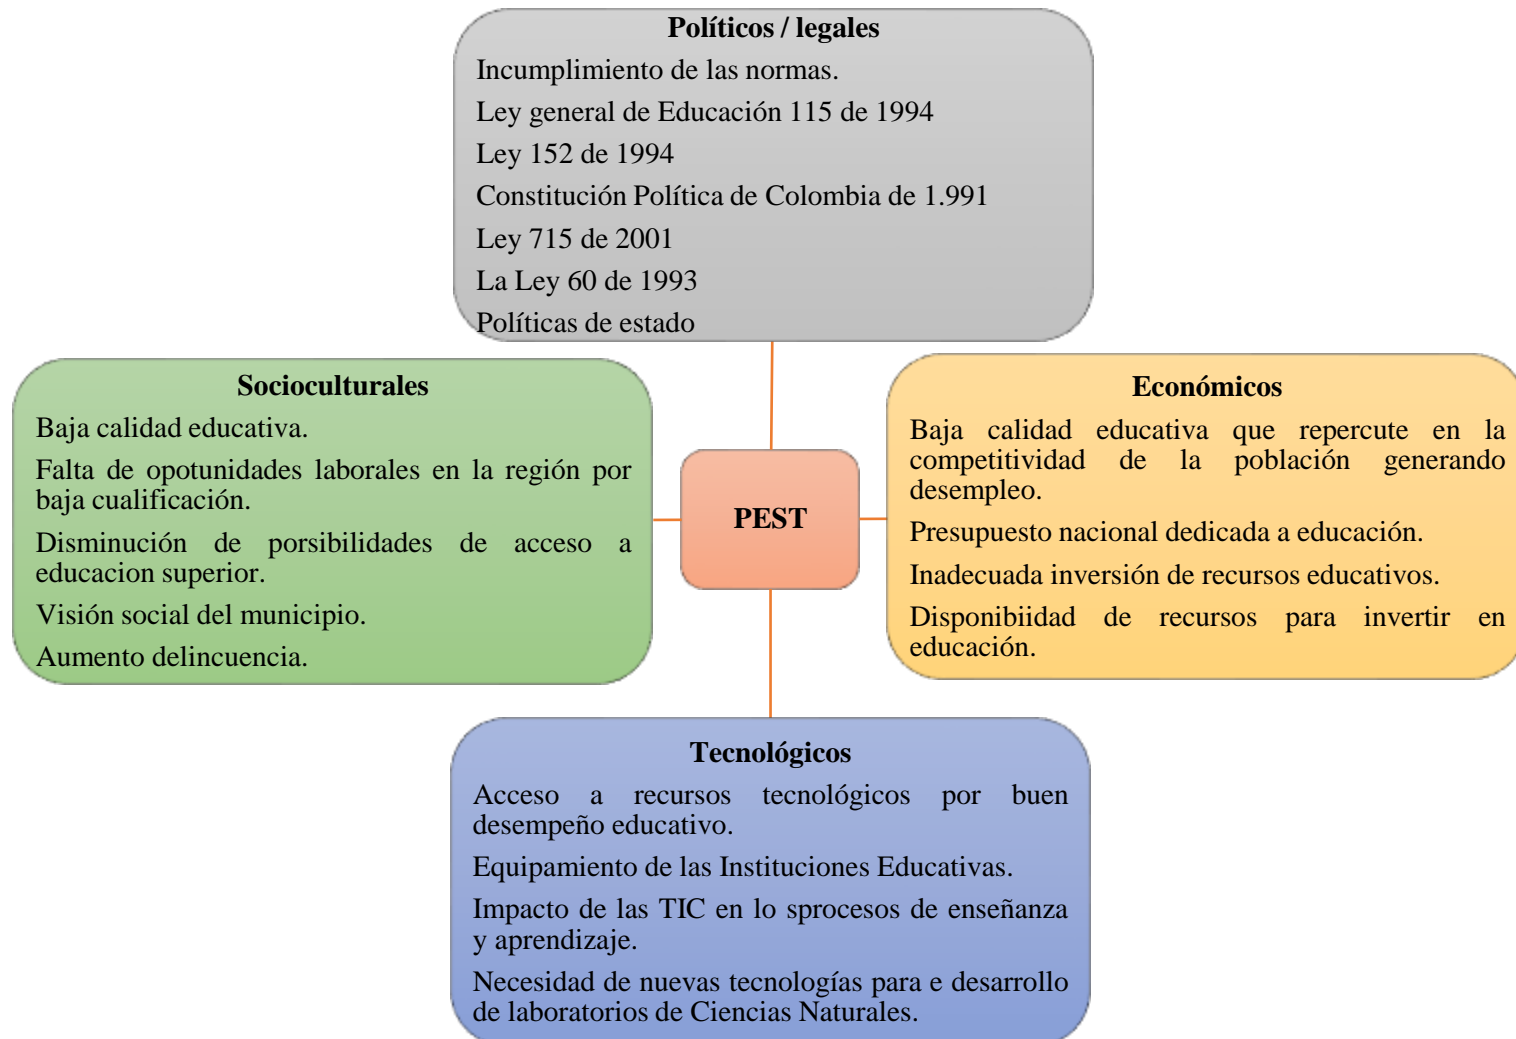 Políticos / legales
Incumplimiento de las normas.
Ley general de Educación 115 de 1994
Ley 152 de 1994
Constitución Política de Colombia de 1.991
Ley 715 de 2001
La Ley 60 de 1993
Políticas de estado
Socioculturales
Baja calidad educativa.
Falta de opotunidades laborales en la región por
baja cualificación.
Disminución de porsibilidades de acceso a
educacion superior.
Visión social del municipio.
Aumento delincuencia.
PEST
Económicos
Baja calidad educativa que repercute en la
competitividad de la población generando
desempleo.
Presupuesto nacional dedicada a educación.
Inadecuada inversión de recursos educativos.
Disponibiidad de recursos para invertir en
educación.
Tecnológicos
Acceso a recursos tecnológicos por buen
desempeño educativo.
Equipamiento de las Instituciones Educativas.
Impacto de las TIC en lo sprocesos de enseñanza
y aprendizaje.
Necesidad de nuevas tecnologías para e desarrollo
de laboratorios de Ciencias Naturales.